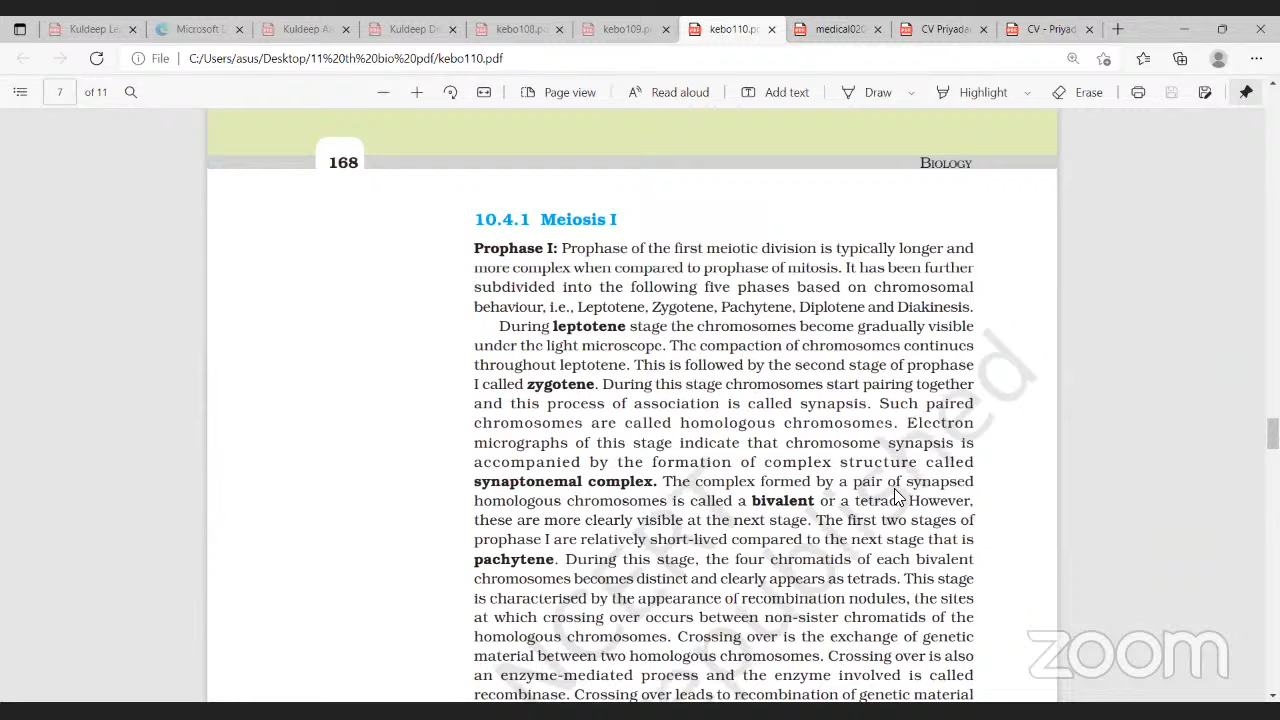 Kuldeep Le
Microsoft D
Kuldeep A
Kuldeep D
kebo108.p
kebo109.p
kebo110.pc
medical020
CV Priyada
CV - Priyad
File
C:/Users/asus/Desktop/11%20th%20bio%20pdf/kebo110.pdf
7 of 11
Page view
Read aloud
Add text
Draw
Highlight
Erase
168
BIOLOGY
10.4.1 Meiosis I
Prophase I: Prophase of the first meiotic division is typically longer and
more complex when compared to prophase of mitosis. It has been further
subdivided into the following five phases based on chromosomal
behaviour, i.e., Leptotene, Zygotene, Pachytene, Diplotene and Diakinesis.
During leptotene stage the chromosomes become gradually visible
under the light microscope. The compaction of chromosomes continues
throughout leptotene. This is followed by the second stage of prophase
I called zygotene. During this stage chromosomes start pairing together
and this process of association is called synapsis. Such paired
chromosomes are called homologous chromosomes. Electron
micrographs of this stage indicate that chromosome synapsis is
accompanied by the formation of complex structure called
synaptonemal complex. The complex formed by a pair of synapsed
homologous chromosomes is called a bivalent or a tetrad. However,
these are more clearly visible at the next stage. The first two stages of
prophase I are relatively short-lived compared to the next stage that is
pachytene. During this stage, the four chromatids of each bivalent
chromosomes becomes distinct and clearly appears as tetrads. This stage
is characterised by the appearance of recombination nodules, the sites
at which crossing over occurs between non-sister chromatids of the
homologous chromosomes. Crossing over is the exchange of genetic
material between two homologous chromosomes. Crossing over is also
an enzyme-mediated process and the enzyme involved is called
recombinase. Crossing over leads to recombination of genetic material
NCERT
republished
zoom